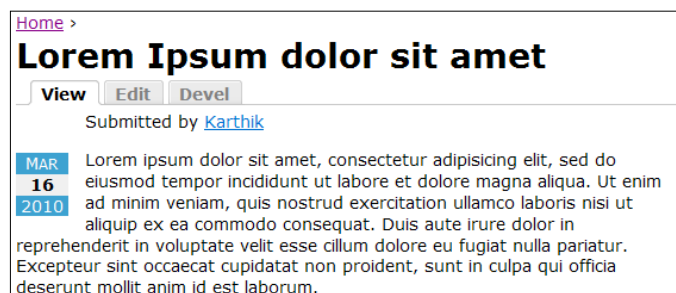 Home ›
Lorem Ipsum dolor sit amet
View Edit Devel
Submitted by Karthik
MAR
16
2010
Lorem ipsum dolor sit amet, consectetur adipisicing elit, sed do
eiusmod tempor incididunt ut labore et dolore magna aliqua. Ut enim
ad minim veniam, quis nostrud exercitation ullamco laboris nisi ut
aliquip ex ea commodo consequat. Duis aute irure dolor in
reprehenderit in voluptate velit esse cillum dolore eu fugiat nulla pariatur.
Excepteur sint occaecat cupidatat non proident, sunt in culpa qui officia
deserunt mollit anim id est laborum.